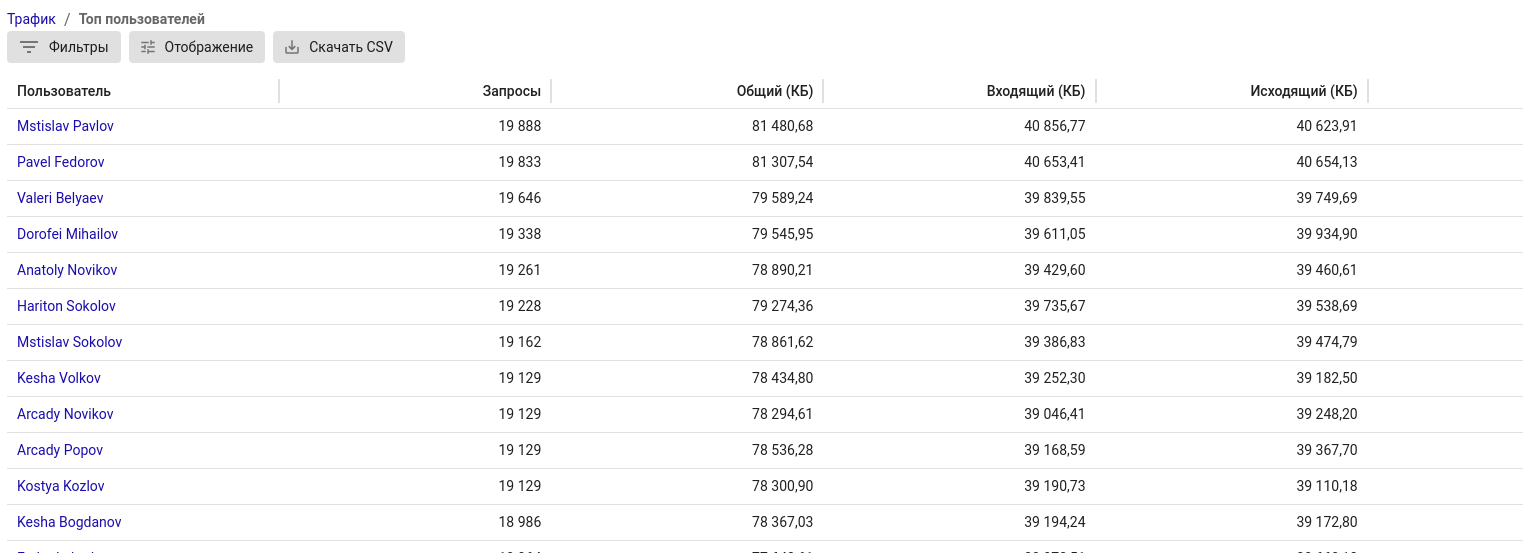 Трафик / Топ пользователей
Фильтры Отображение Скачать CSV
Пользователь Запросы Общий (КБ) Входящий (КБ) Исходящий (КБ)
Mstislav Pavlov 19 888 81 480,68 40 856,77 40 623,91
Pavel Fedorov 19 833 81 307,54 40 653,41 40 654,13
Valeri Belyaev 19 646 79 589,24 39 839,55 39 749,69
Dorofei Mihailov 19 338 79 545,95 39 611,05 39 934,90
Anatoly Novikov 19 261 78 890,21 39 429,60 39 460,61
Hariton Sokolov 19 228 79 274,36 39 735,67 39 538,69
Mstislav Sokolov 19 162 78 861,62 39 386,83 39 474,79
Kesha Volkov 19 129 78 434,80 39 252,30 39 182,50
Arcady Novikov 19 129 78 294,61 39 046,41 39 248,20
Arcady Popov 19 129 78 536,28 39 168,59 39 367,70
Kostya Kozlov 19 129 78 300,90 39 190,73 39 110,18
Kesha Bogdanov 18 986 78 367,03 39 194,24 39 172,80